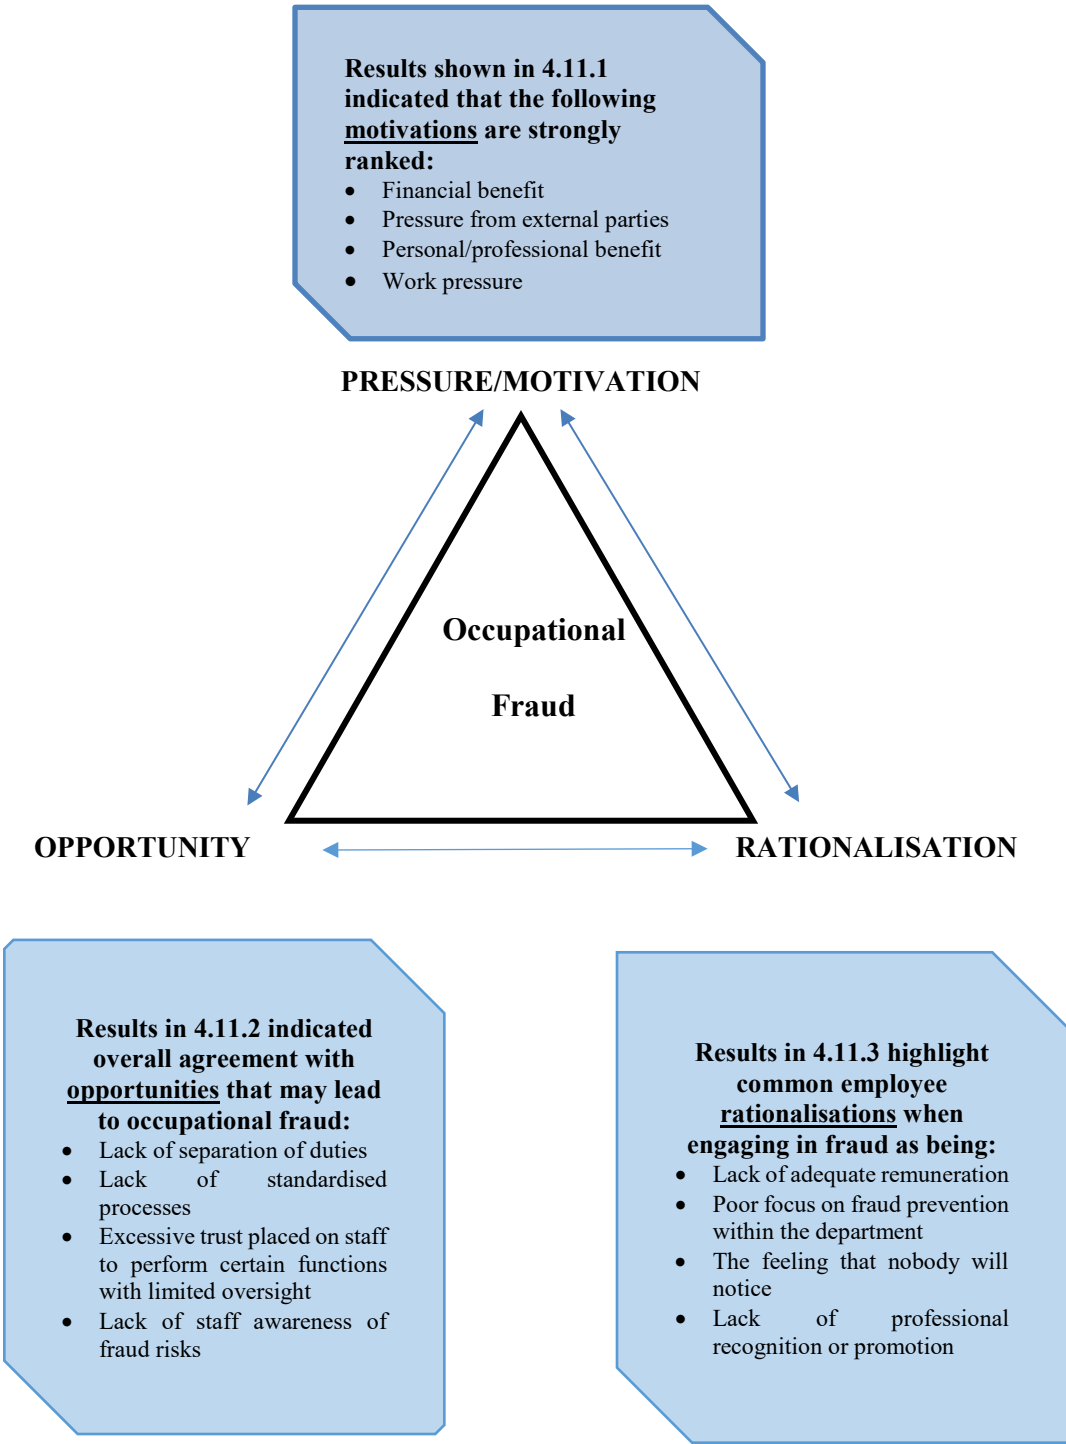 Results shown in 4.11.1
indicated that the following
motivations are strongly
ranked:
• Financial benefit
• Pressure from external parties
• Personal/professional benefit
• Work pressure
PRESSURE/MOTIVATION
Occupational
Fraud
OPPORTUNITY
RATIONALISATION
Results in 4.11.2 indicated
overall agreement with
opportunities that may lead
to occupational fraud:
• Lack of separation of duties
• Lack of standardised
processes
• Excessive trust placed on staff
to perform certain functions
with limited oversight
• Lack of staff awareness of
fraud risks
Results in 4.11.3 highlight
common employee
rationalisations when
engaging in fraud as being:
• Lack of adequate remuneration
• Poor focus on fraud prevention
within the department
• The feeling that nobody will
notice
• Lack of professional
recognition or promotion